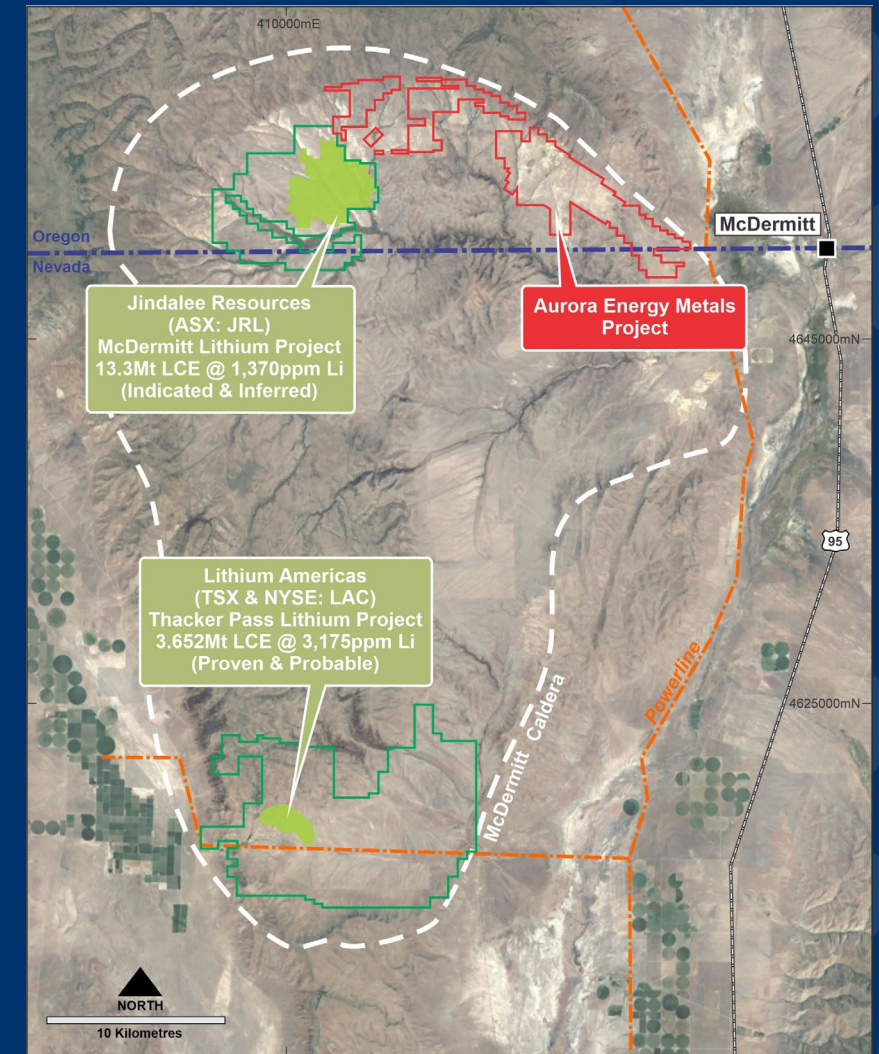 410000mE
McDermitt
Oregon
Nevada
Jindalee Resources
(ASX: JRL)
McDermitt Lithium Project
13.3Mt LCE @ 1,370ppm Li
(Indicated & Inferred)
Aurora Energy Metals
Project
4645000mN
95
Lithium Americas
(TSX & NYSE: LAC)
Thacker Pass Lithium Project
3.652Mt LCE @ 3,175ppm Li
(Proven & Probable)
Powerline
4625000mN
McDermitt Caldera
NORTH
10 Kilometres